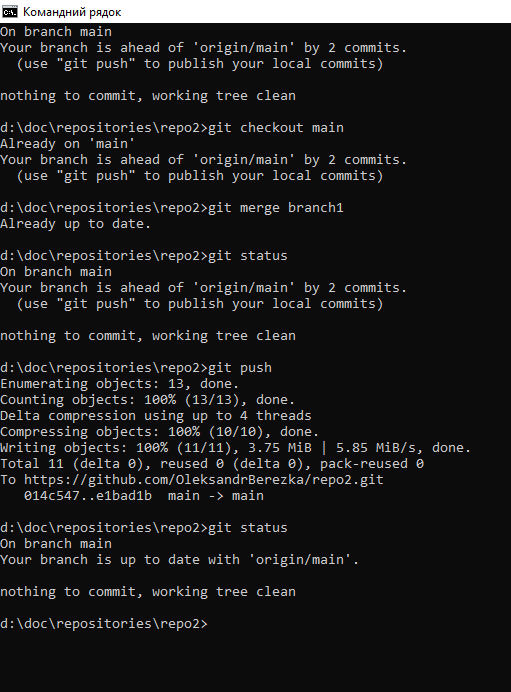 Командний рядок
On branch main
Your branch is ahead of 'origin/main' by 2 commits.
  (use "git push" to publish your local commits)

nothing to commit, working tree clean

d:\doc\repositories\repo2>git checkout main
Already on 'main'
Your branch is ahead of 'origin/main' by 2 commits.
  (use "git push" to publish your local commits)

d:\doc\repositories\repo2>git merge branch1
Already up to date.

d:\doc\repositories\repo2>git status
On branch main
Your branch is ahead of 'origin/main' by 2 commits.
  (use "git push" to publish your local commits)

nothing to commit, working tree clean

d:\doc\repositories\repo2>git push
Enumerating objects: 13, done.
Counting objects: 100% (13/13), done.
Delta compression using up to 4 threads
Compressing objects: 100% (10/10), done.
Writing objects: 100% (11/11), 3.75 MiB | 5.85 MiB/s, done.
Total 11 (delta 0), reused 0 (delta 0), pack-reused 0
To https://github.com/OleksandrBerezka/repo2.git
   014c547..e1bad1b  main -> main

d:\doc\repositories\repo2>git status
On branch main
Your branch is up to date with 'origin/main'.

nothing to commit, working tree clean

d:\doc\repositories\repo2>